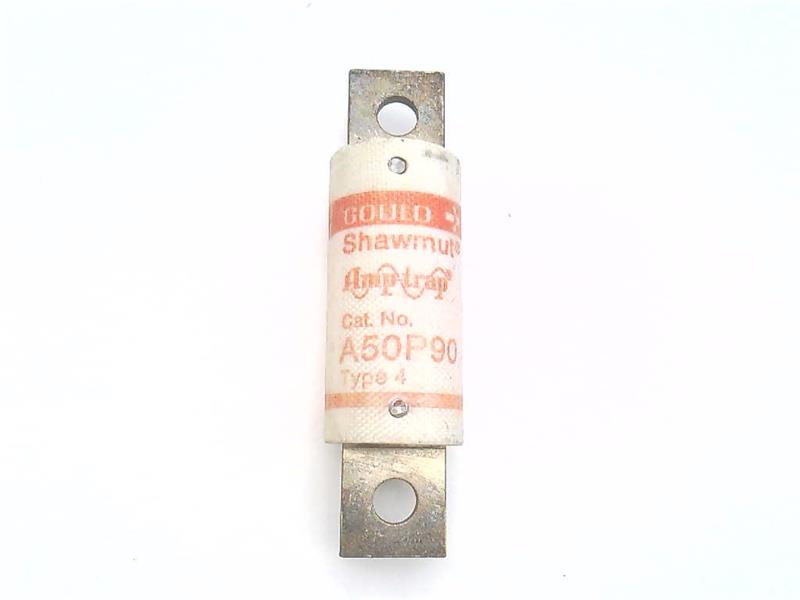 GOULD
Shawmut®
Amp-trap®
Cat. No.
A50P90
Type 4